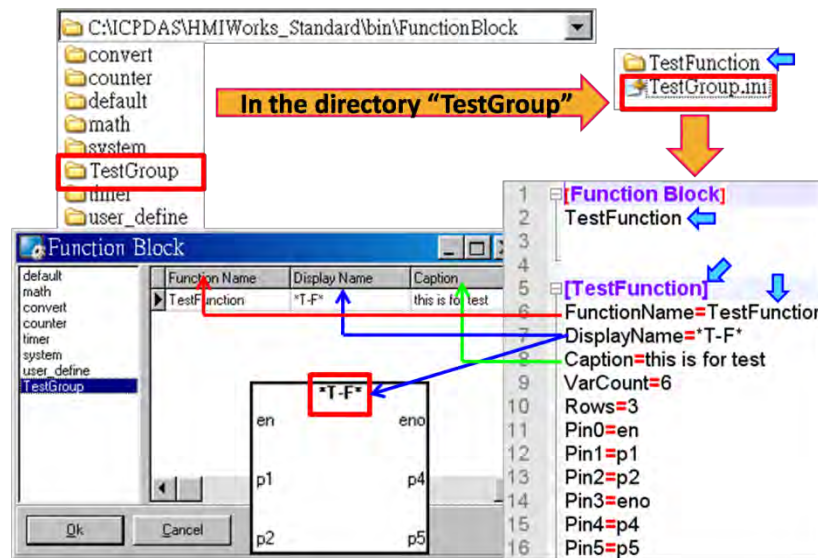 C:\ICPDAS\HMIWorks_Standard\bin\FunctionBlock
convert
counter
default
math
system
TestGroup
timer
user_define
In the directory “TestGroup”
TestFunction
TestGroup.ini
Function Block
default
math
convert
counter
timer
system
user_define
TestGroup
Function Name Display Name Caption
TestFunction *T-F* this is for test
*T-F*
en eno
p1 p4
p2 p5
Ok Cancel
1 [Function Block]
2 TestFunction
3
4
5 [TestFunction]
6 FunctionName=TestFunction
7 DisplayName=*T-F*
8 Caption=this is for test
9 VarCount=6
10 Rows=3
11 Pin0=en
12 Pin1=p1
13 Pin2=p2
14 Pin3=eno
15 Pin4=p4
16 Pin5=p5